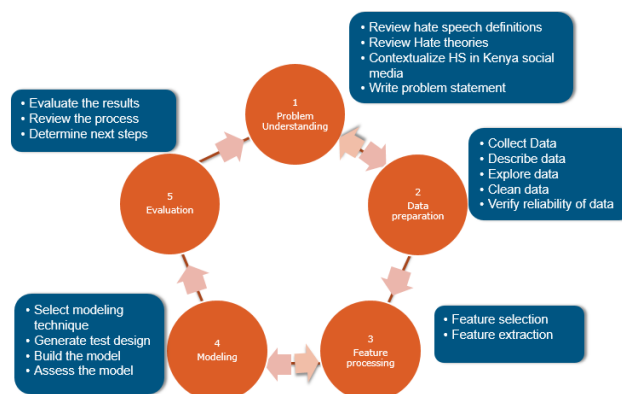 1
Problem
Understanding
• Review hate speech definitions
• Review Hate theories
• Contextualize HS in Kenya social
media
• Write problem statement
2
Data
preparation
• Collect Data
• Describe data
• Explore data
• Clean data
• Verify reliability of data
3
Feature
processing
• Feature selection
• Feature extraction
4
Modeling
• Select modeling
technique
• Generate test design
• Build the model
• Assess the model
5
Evaluation
• Evaluate the results
• Review the process
• Determine next steps